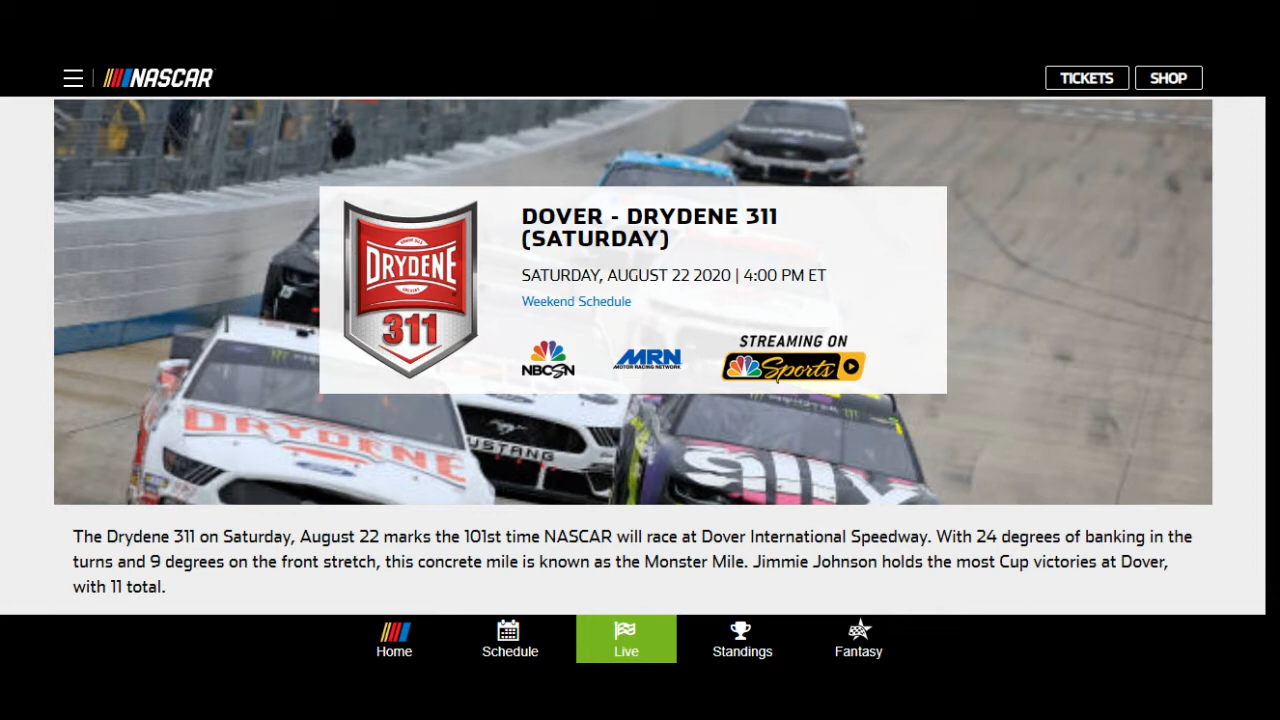 NASCAR
TICKETS
SHOP
DRYDENE
311
DOVER - DRYDENE 311
(SATURDAY)
SATURDAY, AUGUST 22 2020 | 4:00 PM ET
Weekend Schedule
NBCSN
MRN
MOTOR RACING NETWORK
STREAMING ON
Sports
DRYDENE
MUSTANG
ally
The Drydene 311 on Saturday, August 22 marks the 101st time NASCAR will race at Dover International Speedway. With 24 degrees of banking in the
turns and 9 degrees on the front stretch, this concrete mile is known as the Monster Mile. Jimmie Johnson holds the most Cup victories at Dover,
with 11 total.
Home
Schedule
Live
Standings
Fantasy